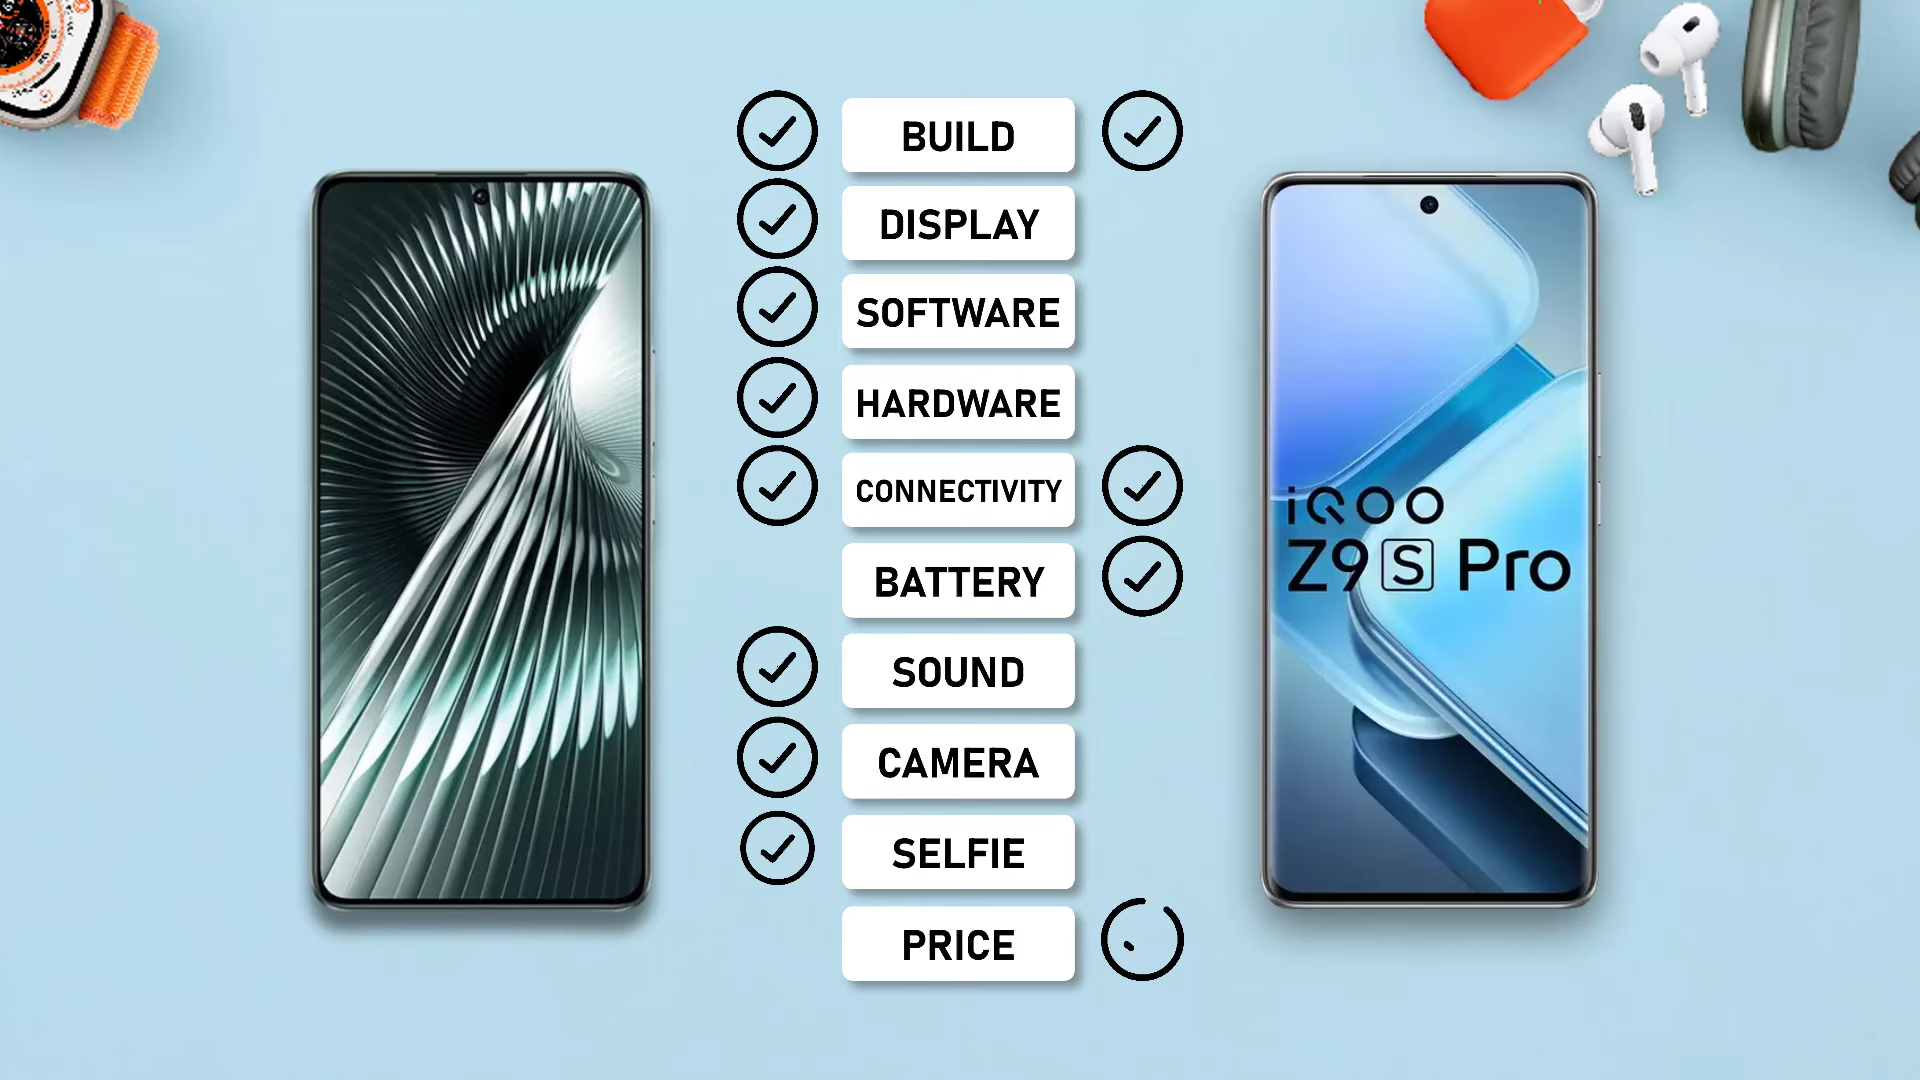 BUILD
DISPLAY
SOFTWARE
HARDWARE
CONNECTIVITY
BATTERY
SOUND
CAMERA
SELFIE
PRICE
iQOO
Z9S Pro